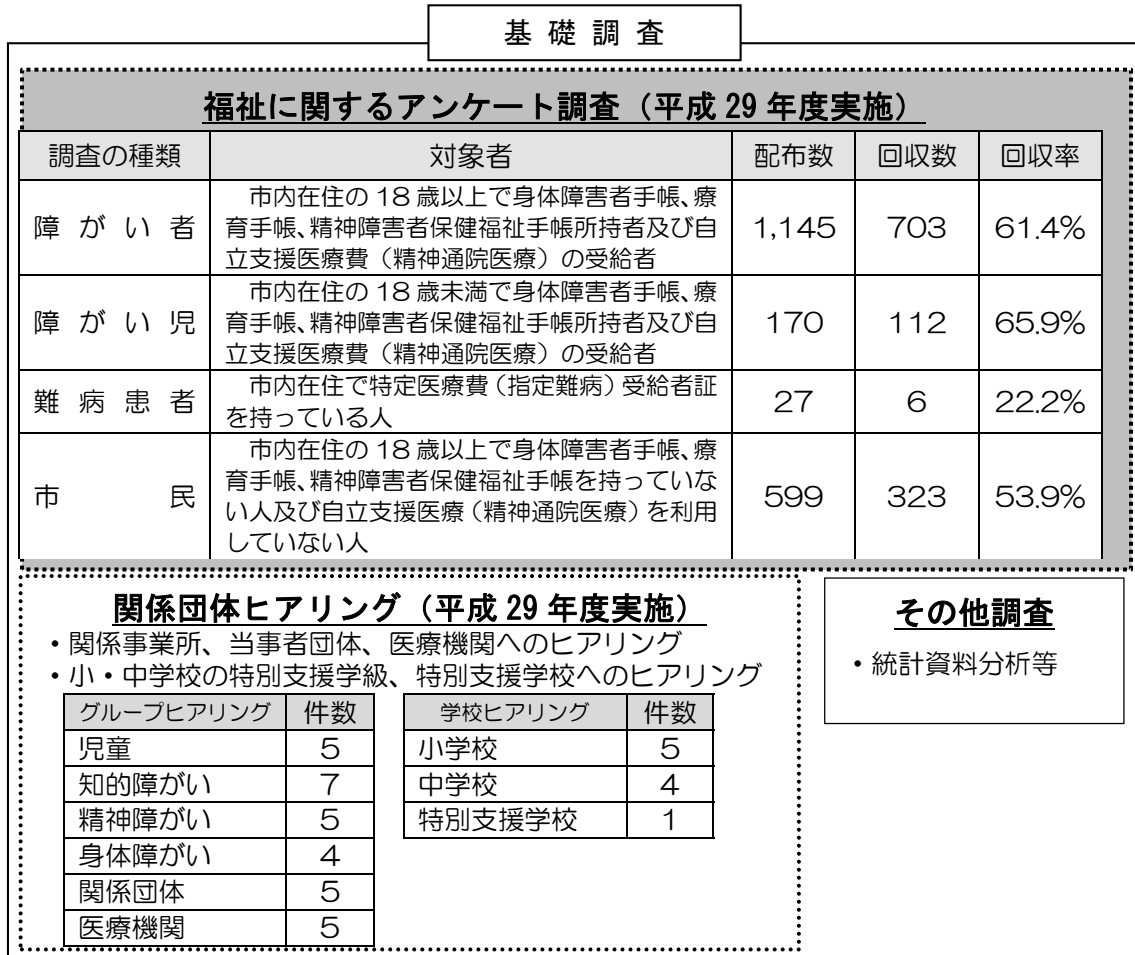 基礎調査
福祉に関するアンケート調査（平成 29 年度実施）
調査の種類 対象者 配布数 回収数 回収率
障がい者 市内在住の 18 歳以上で身体障害者手帳、療
育手帳、精神障害者保健福祉手帳所持者及び自
立支援医療費（精神通院医療）の受給者 1,145 703 61.4%
障がい児 市内在住の 18 歳未満で身体障害者手帳、療
育手帳、精神障害者保健福祉手帳所持者及び自
立支援医療費（精神通院医療）の受給者 170 112 65.9%
難病患者 市内在住で特定医療費（指定難病）受給者証
を持っている人 27 6 22.2%
市民 市内在住の 18 歳以上で身体障害者手帳、療
育手帳、精神障害者保健福祉手帳を持っていな
い人及び自立支援医療（精神通院医療）を利用
していない人 599 323 53.9%
関係団体ヒアリング（平成 29 年度実施）
・関係事業所、当事者団体、医療機関へのヒアリング
・小・中学校の特別支援学級、特別支援学校へのヒアリング
グループヒアリング 件数
児童 5
知的障がい 7
精神障がい 5
身体障がい 4
関係団体 5
医療機関 5
学校ヒアリング 件数
小学校 5
中学校 4
特別支援学校 1
その他調査
・統計資料分析等